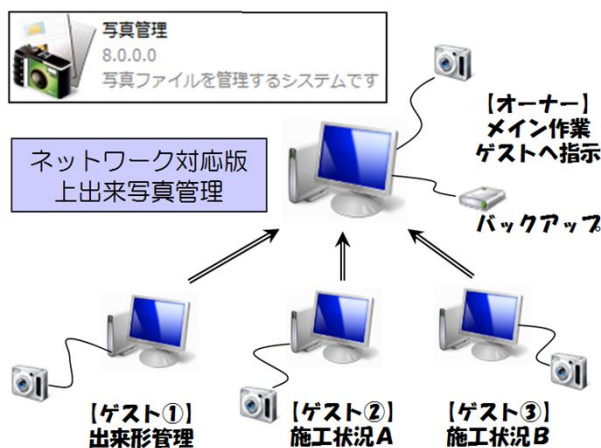 写真管理
8.0.0.0
写真ファイルを管理するシステムです
ネットワーク対応版
上出来写真管理
【オーナー】
メイン作業
ゲストへ指示
バックアップ
【ゲスト①】
出来形管理
【ゲスト②】
施工状況A
【ゲスト③】
施工状況B